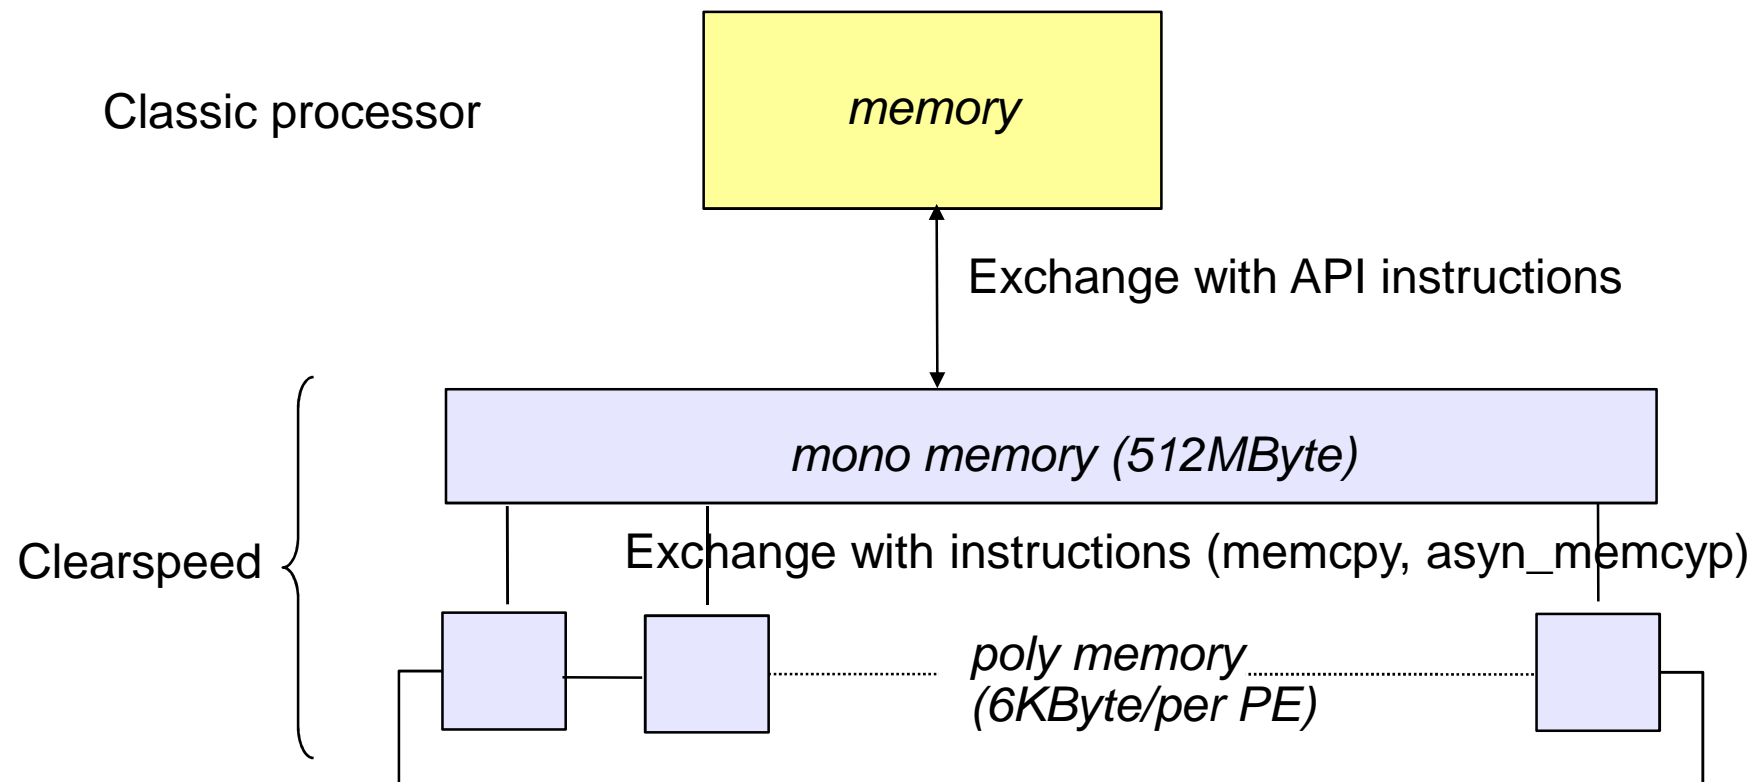 Classic processor
memory
Exchange with API instructions
mono memory (512MByte)
Clearspeed
Exchange with instructions (memcpy, asyn_memcyp)
poly memory
(6KByte/per PE)